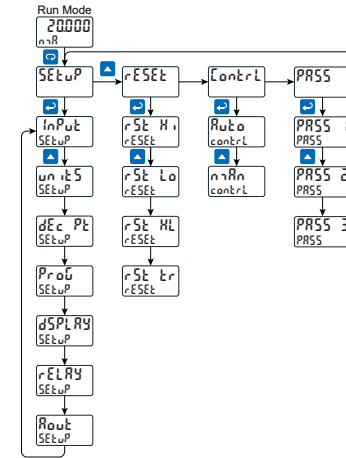 Run Mode
20.000
mA
SEtuP
rESEt
ContrL
PASS
inPut
SEtuP
rSt Hi
rESEt
Auto
contrL
PASS 1
PASS
unitS
SEtuP
rSt Lo
rESEt
mAn
contrL
PASS 2
PASS
dEc Pt
SEtuP
rSt HL
rESEt
PASS 3
PASS
ProG
SEtuP
rSt tr
rESEt
dSPLAY
SEtuP
rELAY
SEtuP
Aout
SEtuP